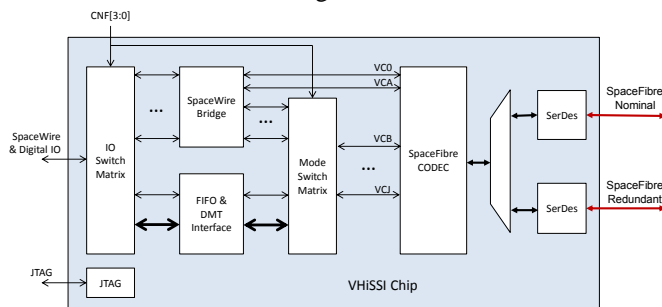 CNF[3:0]
VC0
VCA
SpaceWire
Bridge
...
...
SpaceFibre
Nominal
SerDes
SpaceWire
& Digital IO
IO
Switch
Matrix
Mode
Switch
Matrix
VCB
...
VCJ
SpaceFibre
CODEC
FIFO &
DMT
Interface
SerDes
SpaceFibre
Redundant
JTAG
JTAG
VHiSSI Chip